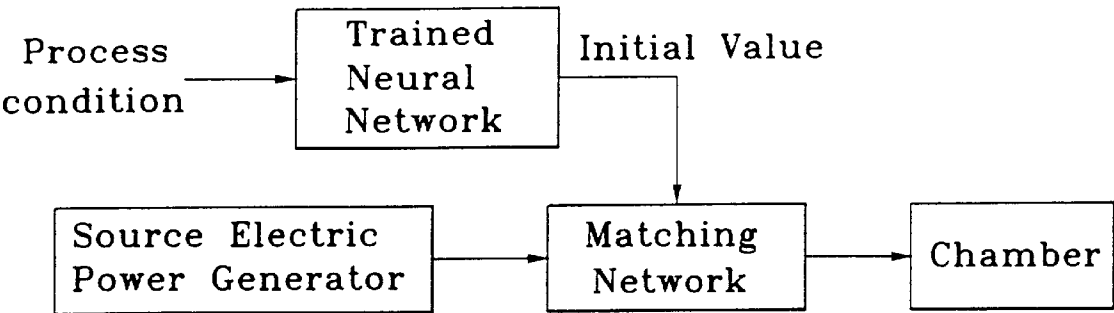 Process
condition
Trained
Neural
Network
Initial Value
Source Electric
Power Generator
Matching
Network
Chamber